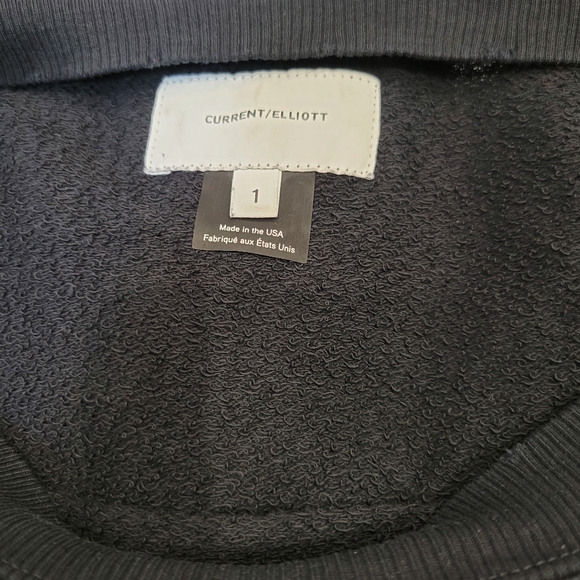 CURRENT/ELLIOTT
1
Made in the USA
Fabriqué aux États Unis